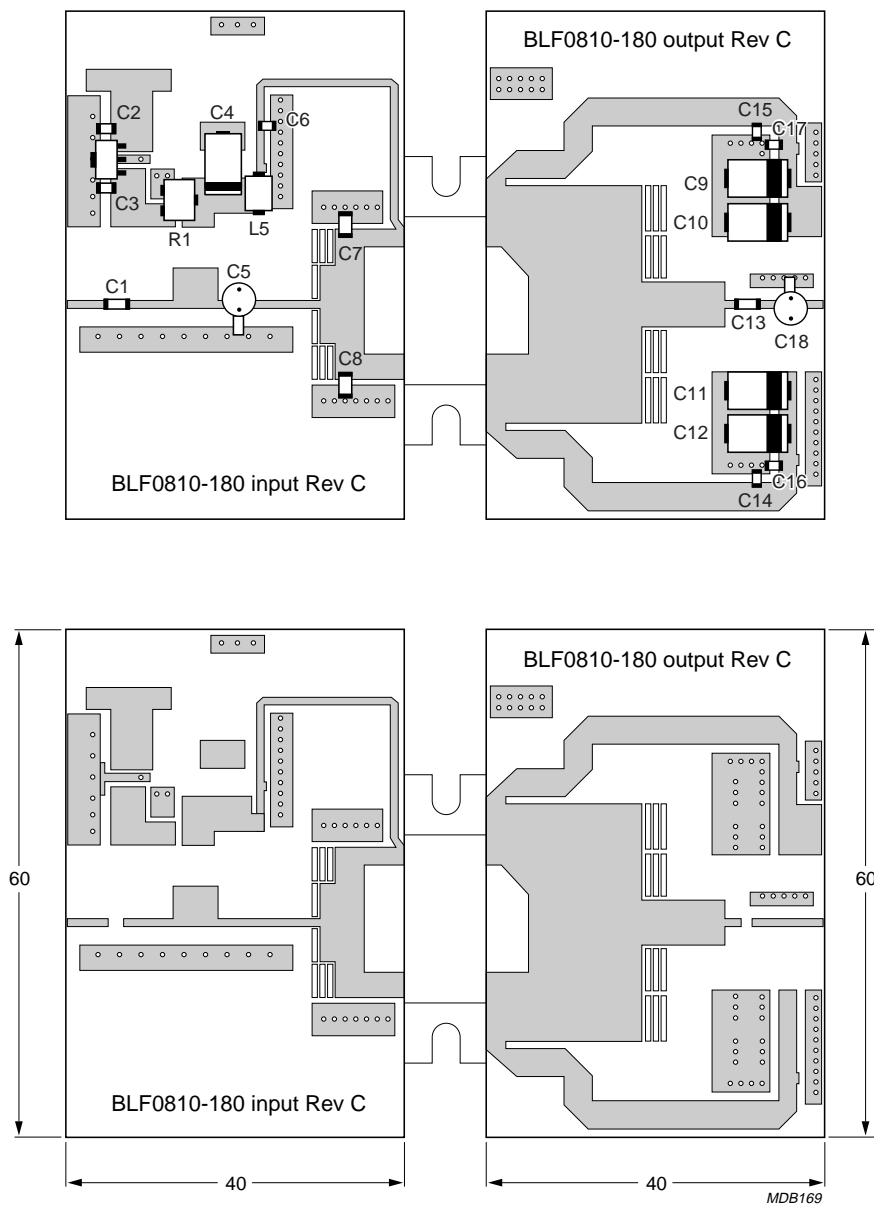 BLF0810-180 output Rev C
C2
C4
C6
C15
C17
C3
C9
R1
L5
C10
C7
C1
C5
C13
C18
C8
C11
C12
BLF0810-180 input Rev C
C16
C14
BLF0810-180 output Rev C
60
60
BLF0810-180 input Rev C
40
40
MDB169